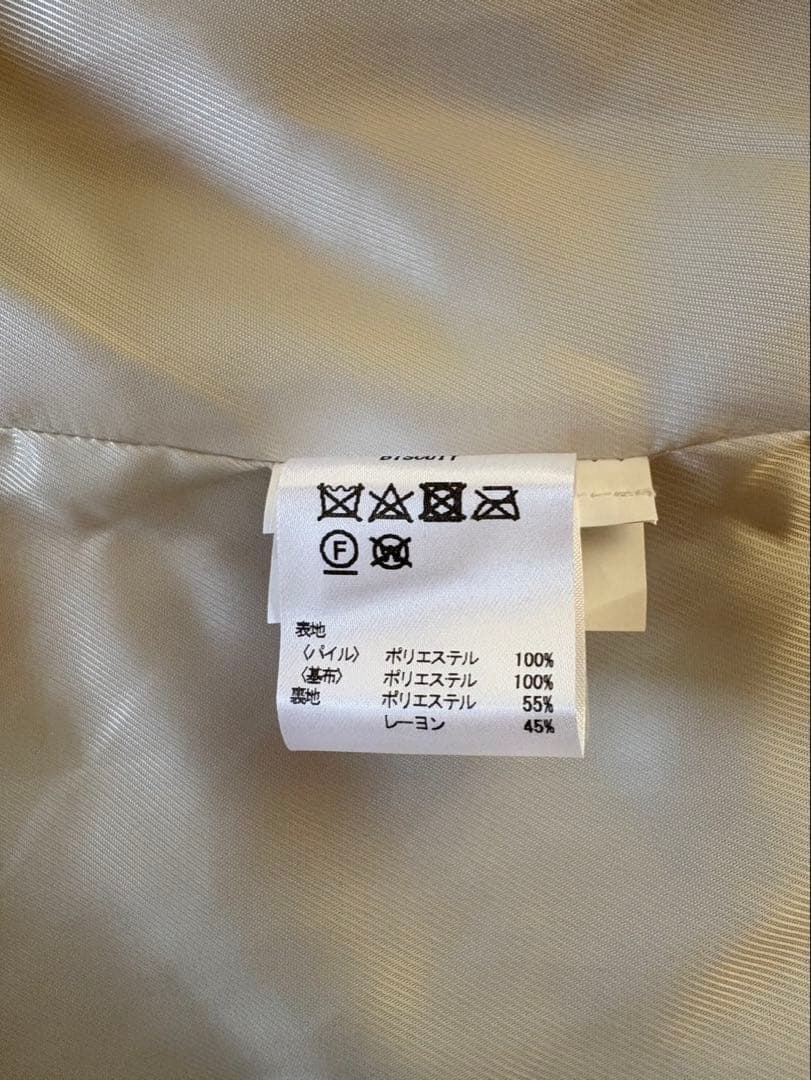 BISCUIT
F W
表地
〈パイル〉 ポリエステル 100%
〈基布〉 ポリエステル 100%
裏地 ポリエステル 55%
レーヨン 45%